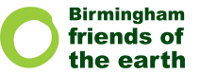 Birmingham
friends of
the earth